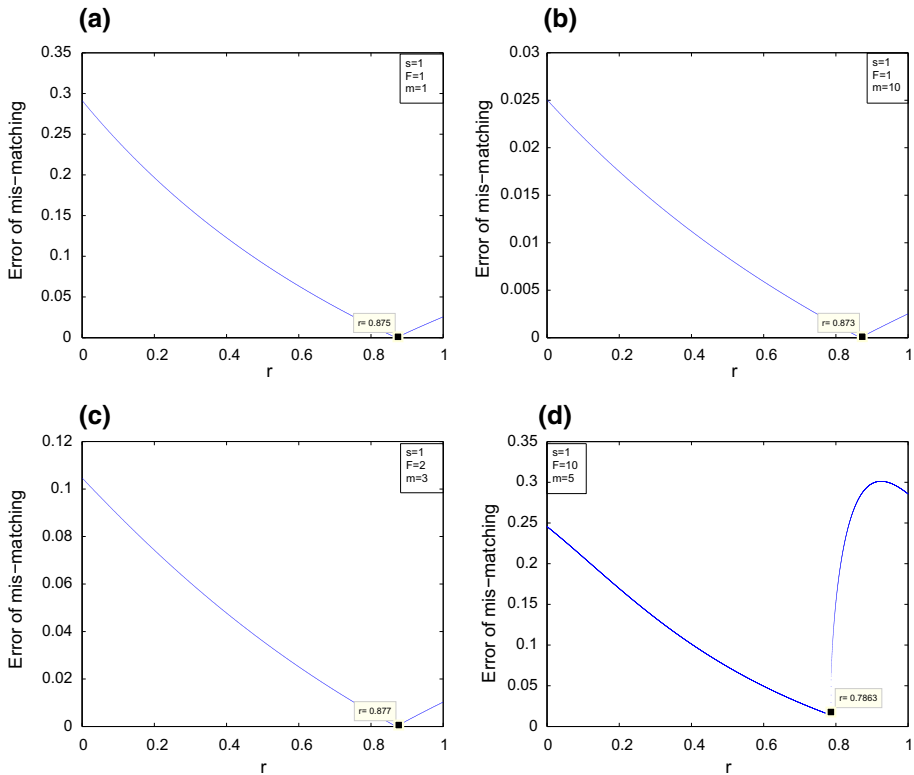 (a)
Error of mis−matching
0.35
0.3
0.25
0.2
0.15
0.1
0.05
0
s=1
F=1
m=1
r= 0.875
0 0.2 0.4 0.6 0.8 1
r
(b)
Error of mis−matching
0.03
0.025
0.02
0.015
0.01
0.005
0
s=1
F=1
m=10
r= 0.873
0 0.2 0.4 0.6 0.8 1
r
(c)
Error of mis−matching
0.12
0.1
0.08
0.06
0.04
0.02
0
s=1
F=2
m=3
r= 0.877
0 0.2 0.4 0.6 0.8 1
r
(d)
Error of mis−matching
0.35
0.3
0.25
0.2
0.15
0.1
0.05
0
s=1
F=10
m=5
r= 0.7863
0 0.2 0.4 0.6 0.8 1
r